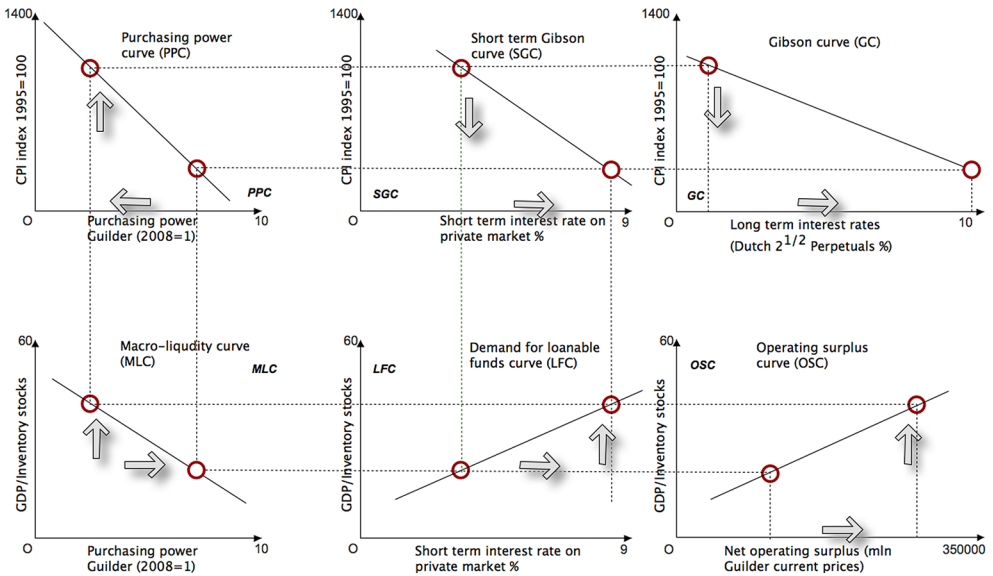 1400
CPI index 1995=100
Purchasing power
curve (PPC)
PPC
O
10
Purchasing power
Guilder (2008=1)
1400
CPI index 1995=100
Short term Gibson
curve (SGC)
SGC
O
9
Short term interest rate on
private market %
1400
CPI index 1995=100
Gibson curve (GC)
GC
O
10
Long term interest rates
(Dutch 2 1/2 Perpetuals %)
60
GDP/Inventory stocks
Macro-liqudity curve
(MLC)
MLC
O
10
Purchasing power
Guilder (2008=1)
60
GDP/Inventory stocks
LFC
Demand for loanable
funds curve (LFC)
O
9
Short term interest rate on
private market %
60
GDP/Inventory stocks
OSC
Operating surplus
curve (OSC)
O
350000
Net operating surplus (mln
Guilder current prices)